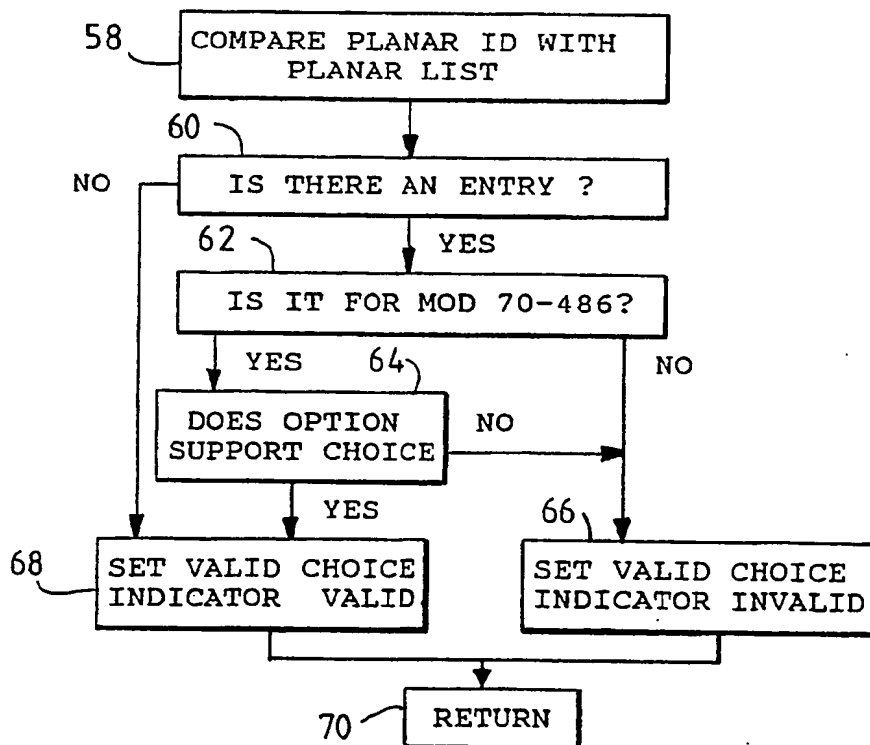 58
COMPARE PLANAR ID WITH
PLANAR LIST
60
NO
IS THERE AN ENTRY ?
62
YES
IS IT FOR MOD 70-486?
YES
64
NO
DOES OPTION
SUPPORT CHOICE
NO
YES
66
68
SET VALID CHOICE
INDICATOR VALID
SET VALID CHOICE
INDICATOR INVALID
70
RETURN